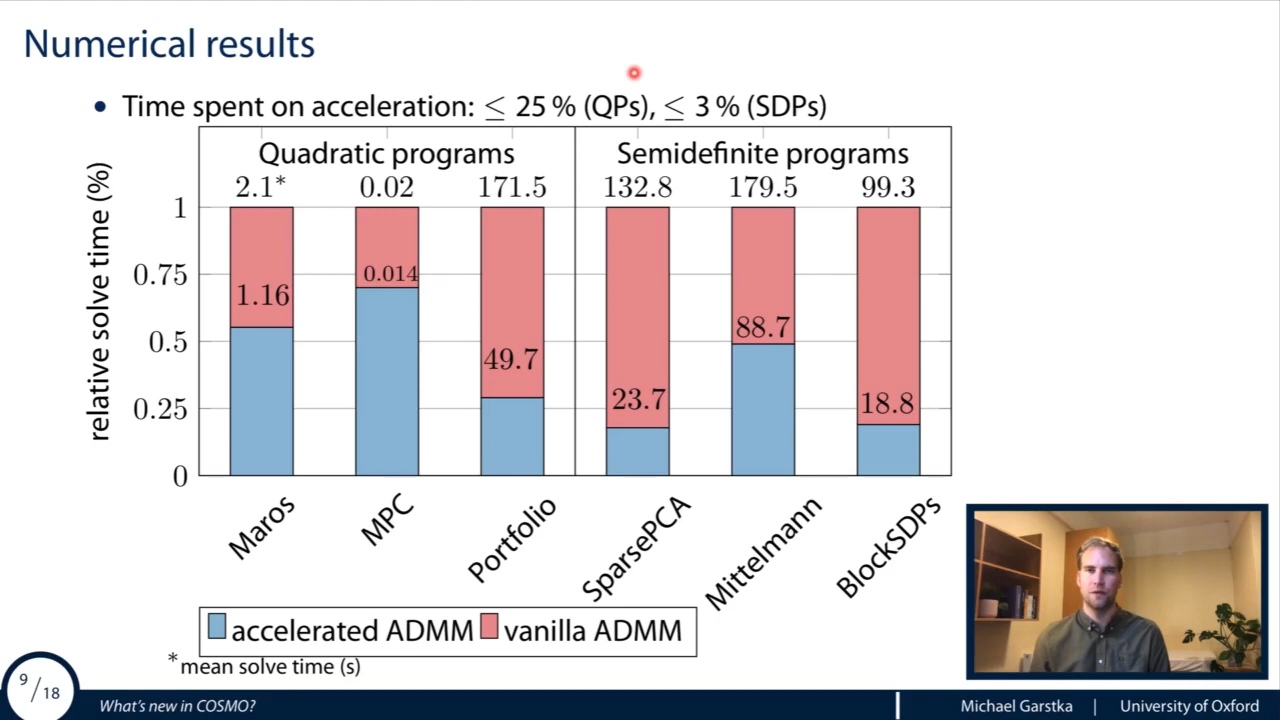 Numerical results
• Time spent on acceleration: ≤ 25 % (QPs), ≤ 3 % (SDPs)
Quadratic programs
Semidefinite programs
2.1* 0.02 171.5 132.8 179.5 99.3
relative solve time (%)
1
0.75
0.5
0.25
0
1.16
0.014
49.7
23.7
88.7
18.8
Maros
MPC
Portfolio
SparsePCA
Mittelmann
BlockSDPs
accelerated ADMM vanilla ADMM
* mean solve time (s)
9/18
What's new in COSMO?
Michael Garstka | University of Oxford